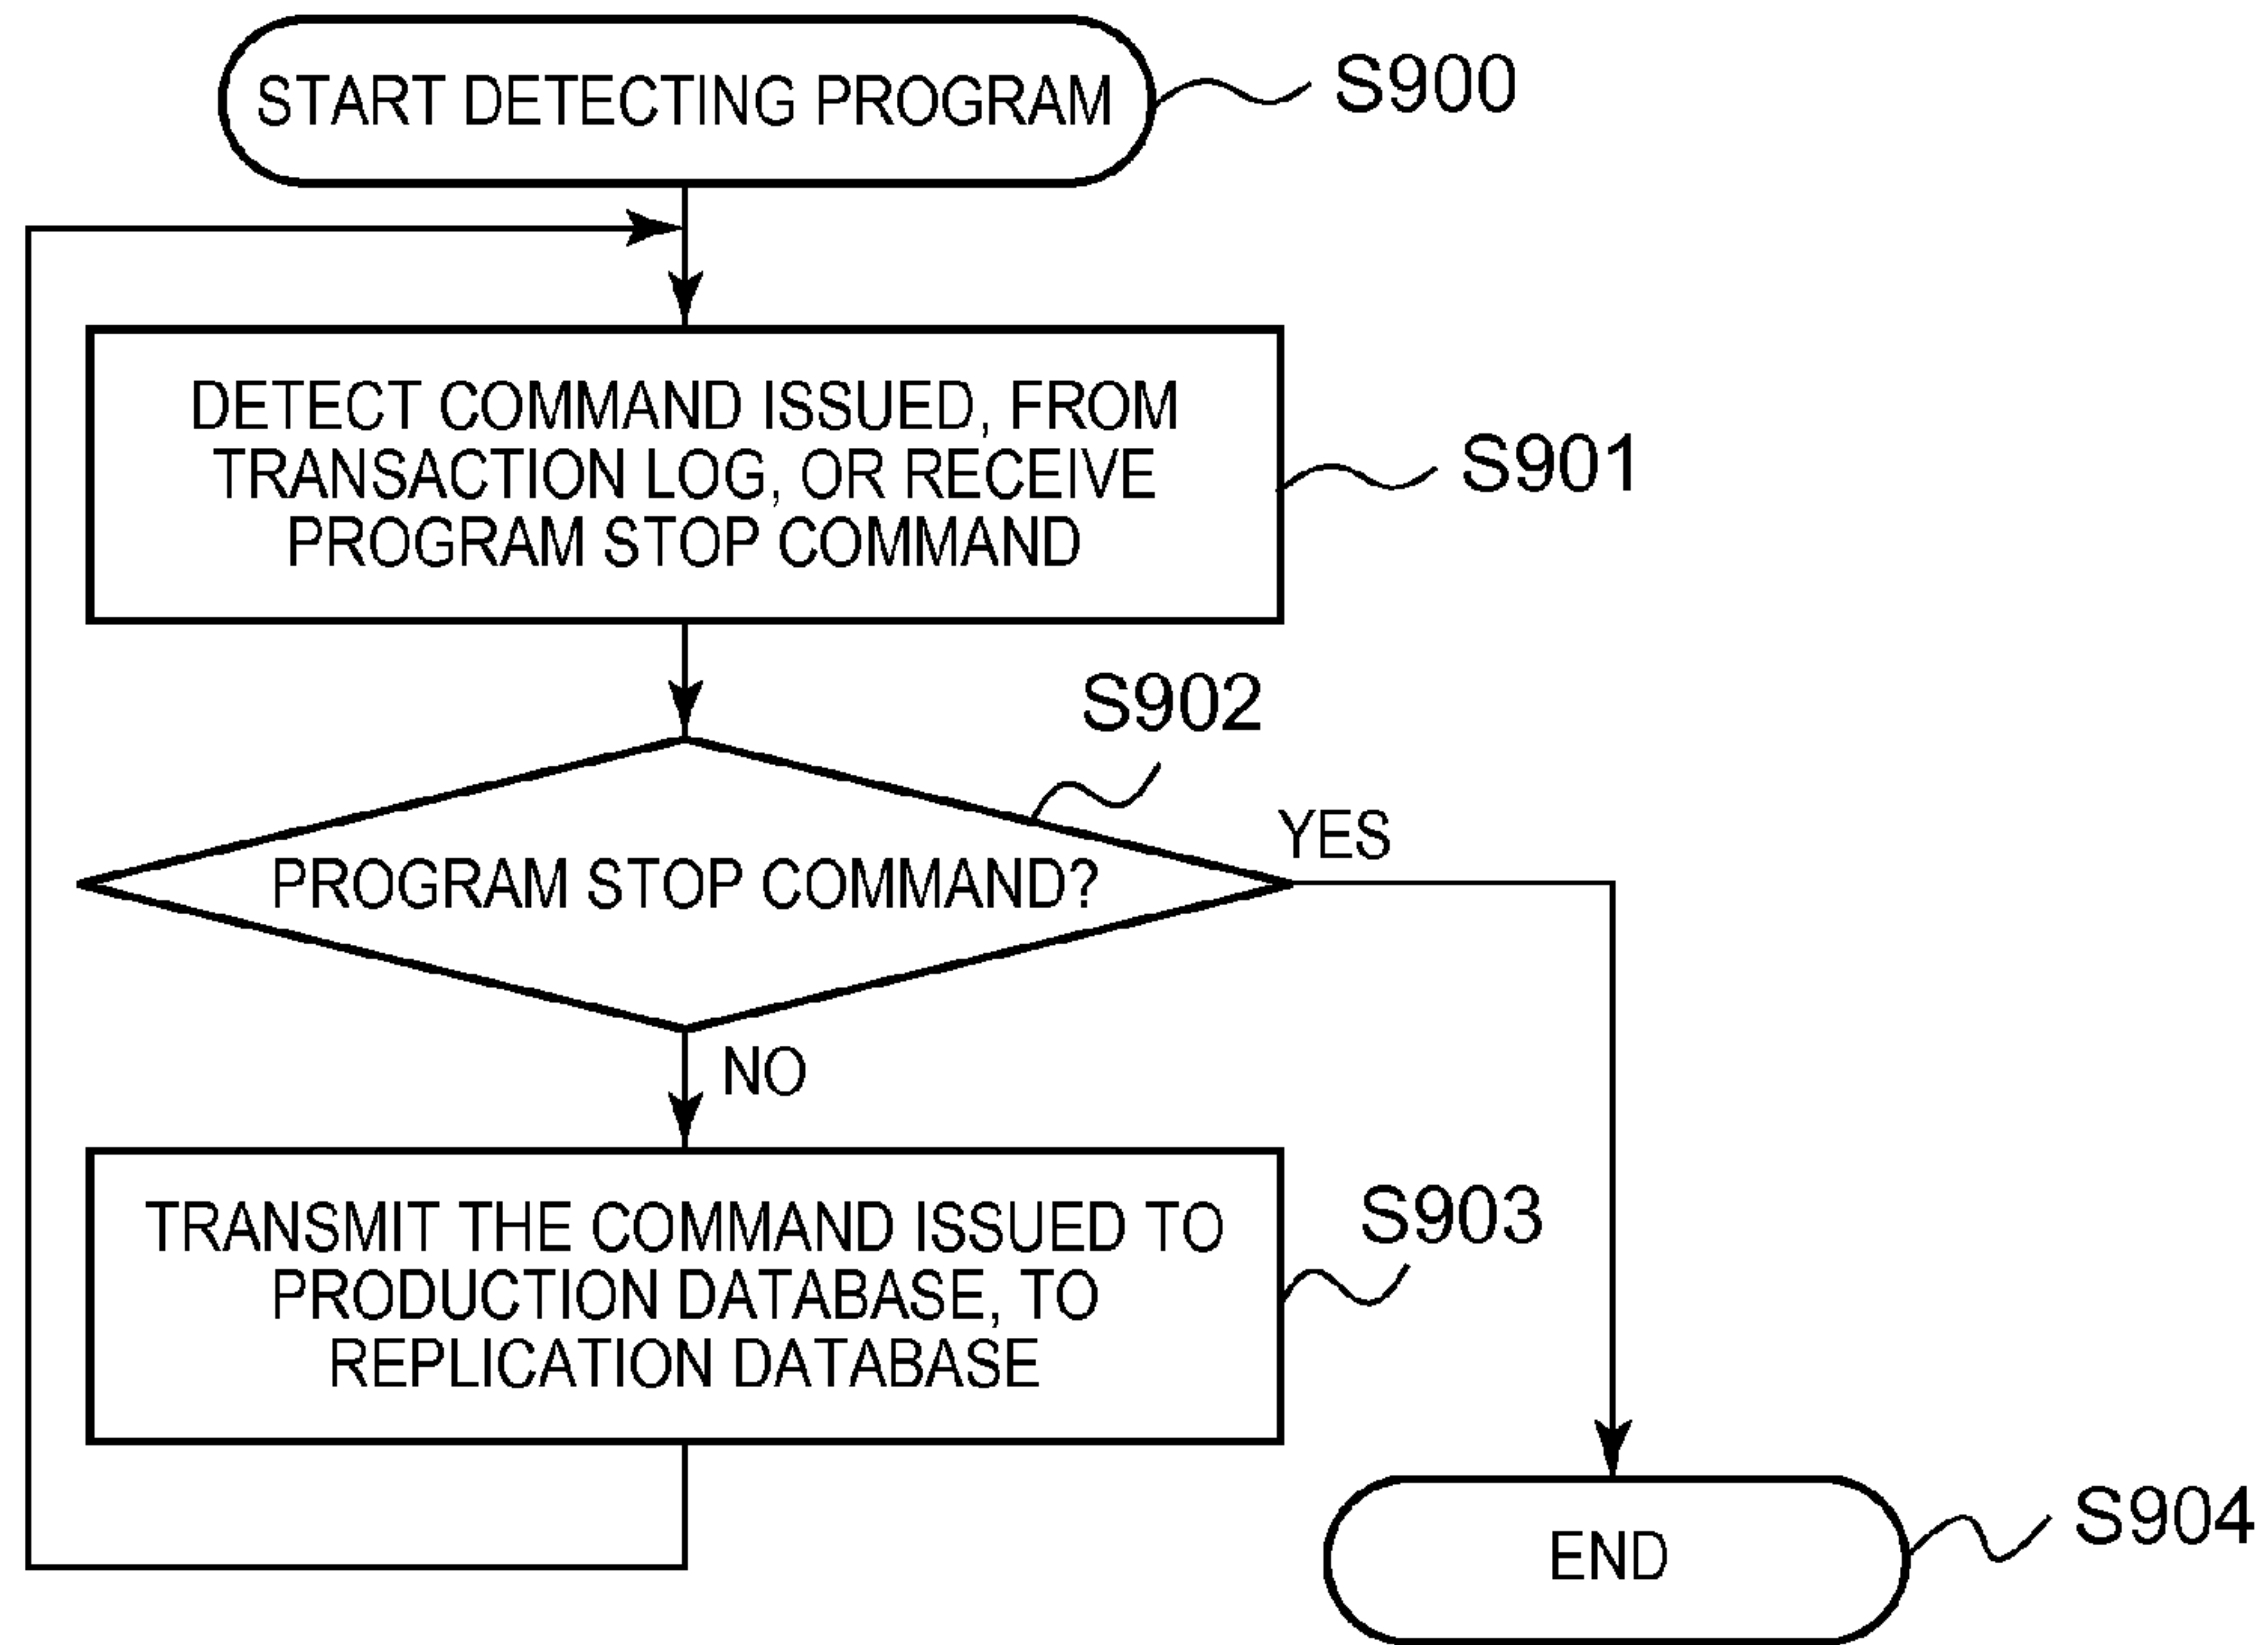 START DETECTING PROGRAM
S900
DETECT COMMAND ISSUED, FROM
TRANSACTION LOG, OR RECEIVE
PROGRAM STOP COMMAND
S901
S902
PROGRAM STOP COMMAND?
YES
NO
TRANSMIT THE COMMAND ISSUED TO
PRODUCTION DATABASE, TO
REPLICATION DATABASE
S903
END
S904